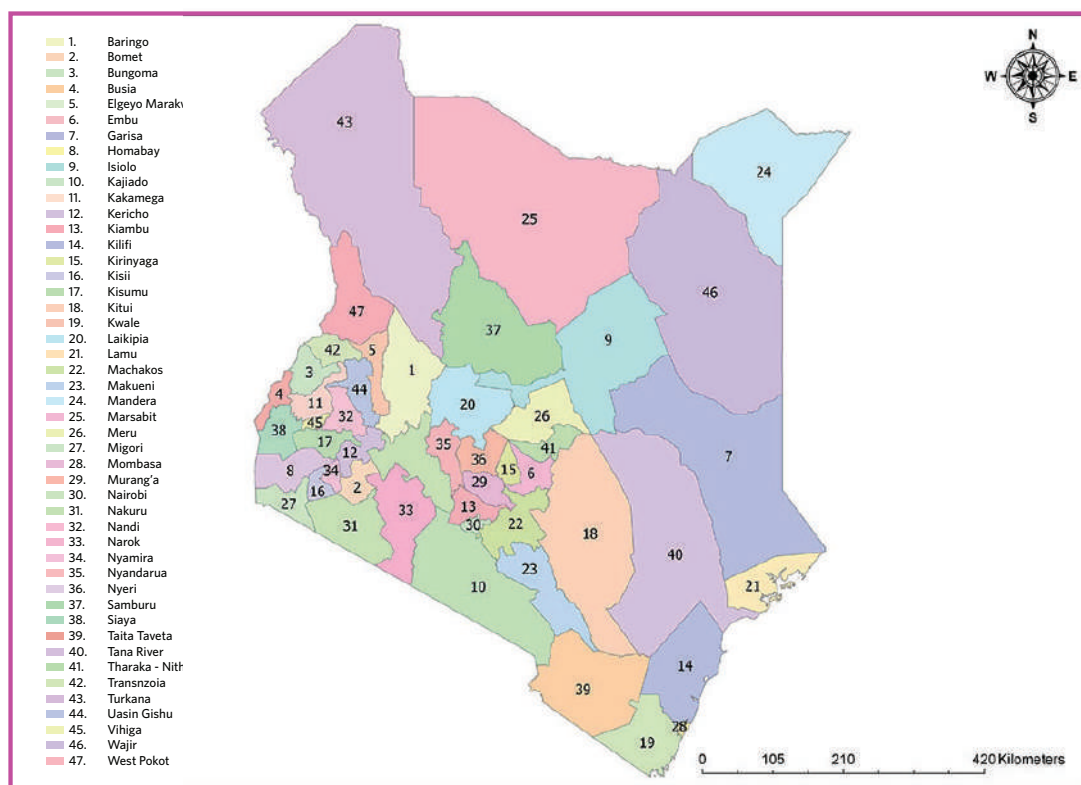 1. Baringo
2. Bomet
3. Bungoma
4. Busia
5. Elgeyo Marakv
6. Embu
7. Garisa
8. Homabay
9. Isiolo
10. Kajiado
11. Kakamega
12. Kericho
13. Kiambu
14. Kilifi
15. Kirinyaga
16. Kisii
17. Kisumu
18. Kitui
19. Kwale
20. Laikipia
21. Lamu
22. Machakos
23. Makueni
24. Mandera
25. Marsabit
26. Meru
27. Migori
28. Mombasa
29. Murang'a
30. Nairobi
31. Nakuru
32. Nandi
33. Narok
34. Nyamira
35. Nyandarua
36. Nyeri
37. Samburu
38. Siaya
39. Taita Taveta
40. Tana River
41. Tharaka - Nith
42. Transnzoia
43. Turkana
44. Uasin Gishu
45. Vihiga
46. Wajir
47. West Pokot
N
W E
S
43
24
25
46
47
37
9
42
5
3
1
44
4
11
20
38
45
32
26
17
35
12
41
36
7
8
34
15
6
29
16
2
27
33
13
30
22
31
18
40
23
10
21
14
39
28
19
0 105 210 420 Kilometers